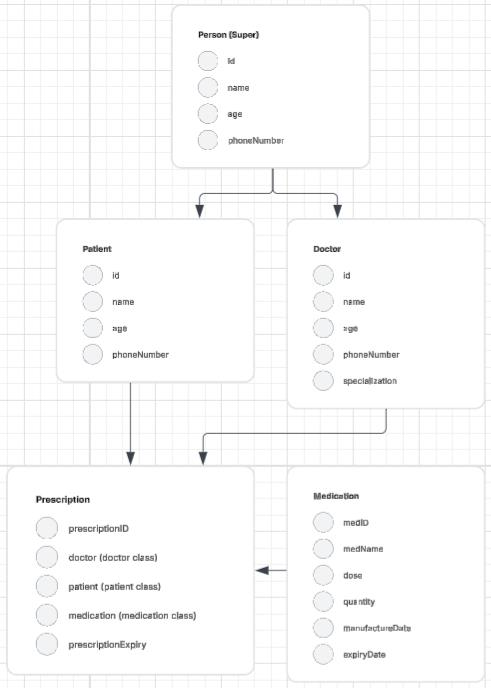 Person (Super)
id
name
age
phoneNumber
Patient
id
name
age
phoneNumber
Doctor
id
name
age
phoneNumber
specialization
Prescription
prescriptionID
doctor (doctor class)
patient (patient class)
medication (medication class)
prescriptionExpiry
Medication
medID
medName
dose
quantity
manufactureDate
expiryDate